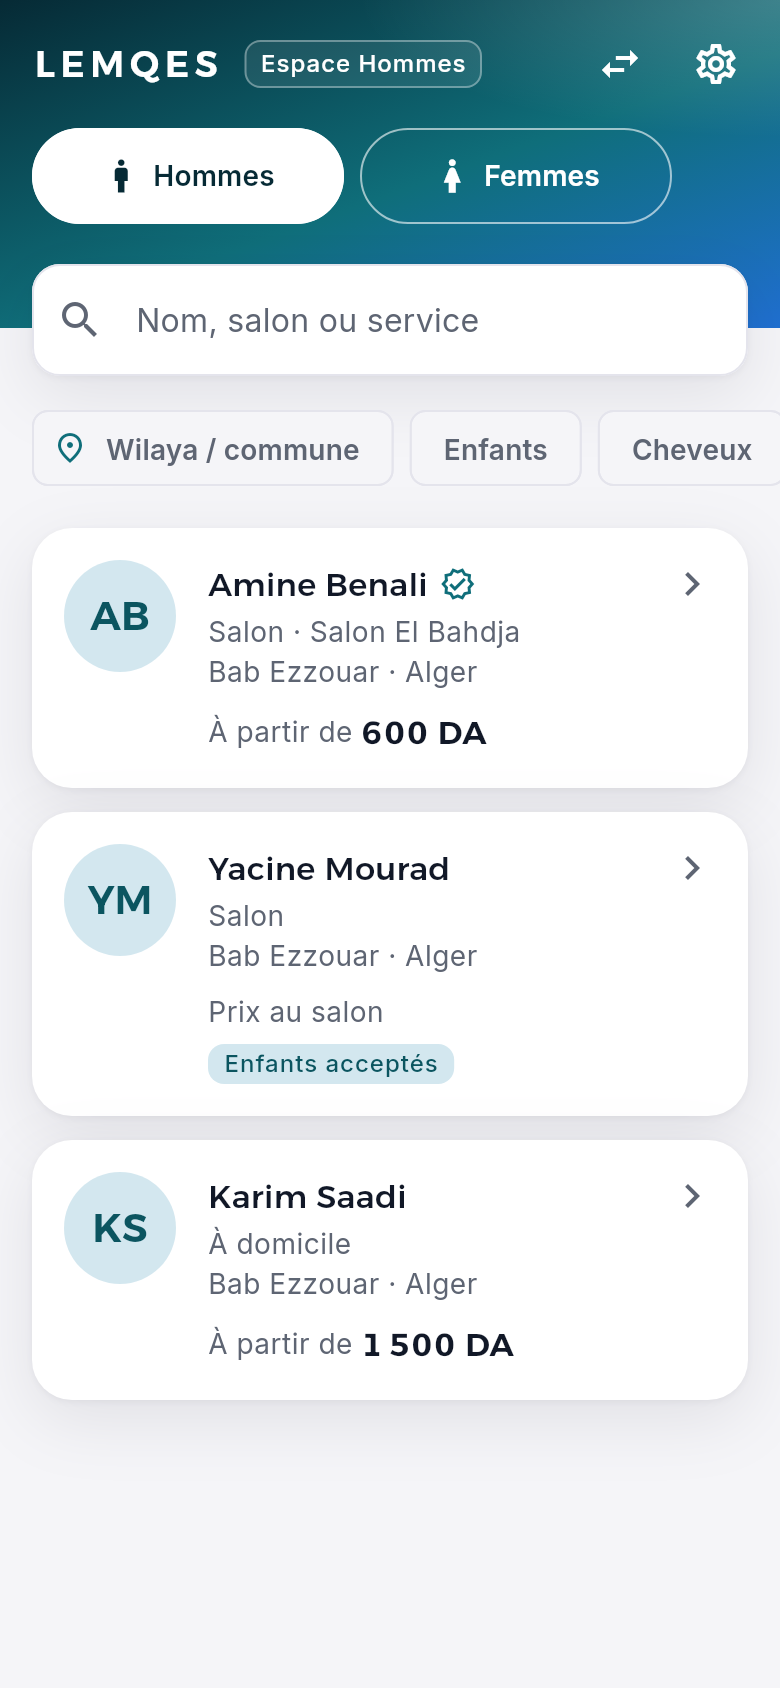 LEMQES
Espace Hommes
Hommes
Femmes
Nom, salon ou service
Wilaya / commune
Enfants
Cheveux
AB
Amine Benali
Salon · Salon El Bahdja
Bab Ezzouar · Alger
À partir de 600 DA
YM
Yacine Mourad
Salon
Bab Ezzouar · Alger
Prix au salon
Enfants acceptés
KS
Karim Saadi
À domicile
Bab Ezzouar · Alger
À partir de 1 500 DA